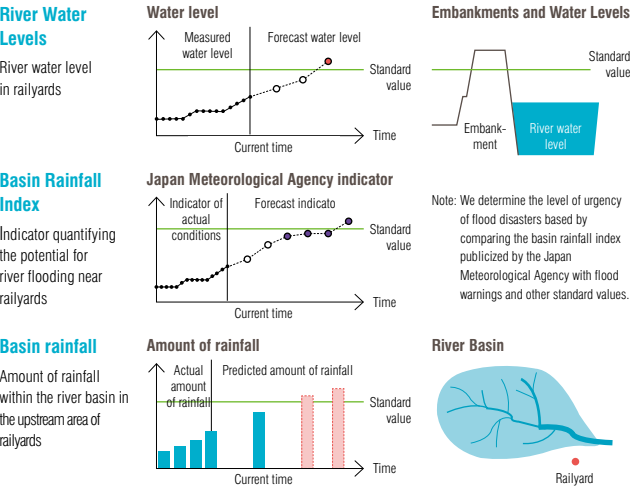 River Water
Levels
River water level
in railyards
Water level
Measured
water level
Forecast water level
Standard
value
Time
Current time
Embankments and Water Levels
Standard
value
Embank-
ment
River water
level
Basin Rainfall
Index
Indicator quantifying
the potential for
river flooding near
railyards
Japan Meteorological Agency indicator
Indicator of
actual
conditions
Forecast indicato
Standard
value
Time
Current time
Note: We determine the level of urgency
of flood disasters based by
comparing the basin rainfall index
publicized by the Japan
Meteorological Agency with flood
warnings and other standard values.
Basin rainfall
Amount of rainfall
within the river basin in
the upstream area of
railyards
Amount of rainfall
Actual
amount
of rainfall
Predicted amount of rainfall
Standard
value
Time
Current time
River Basin
Railyard